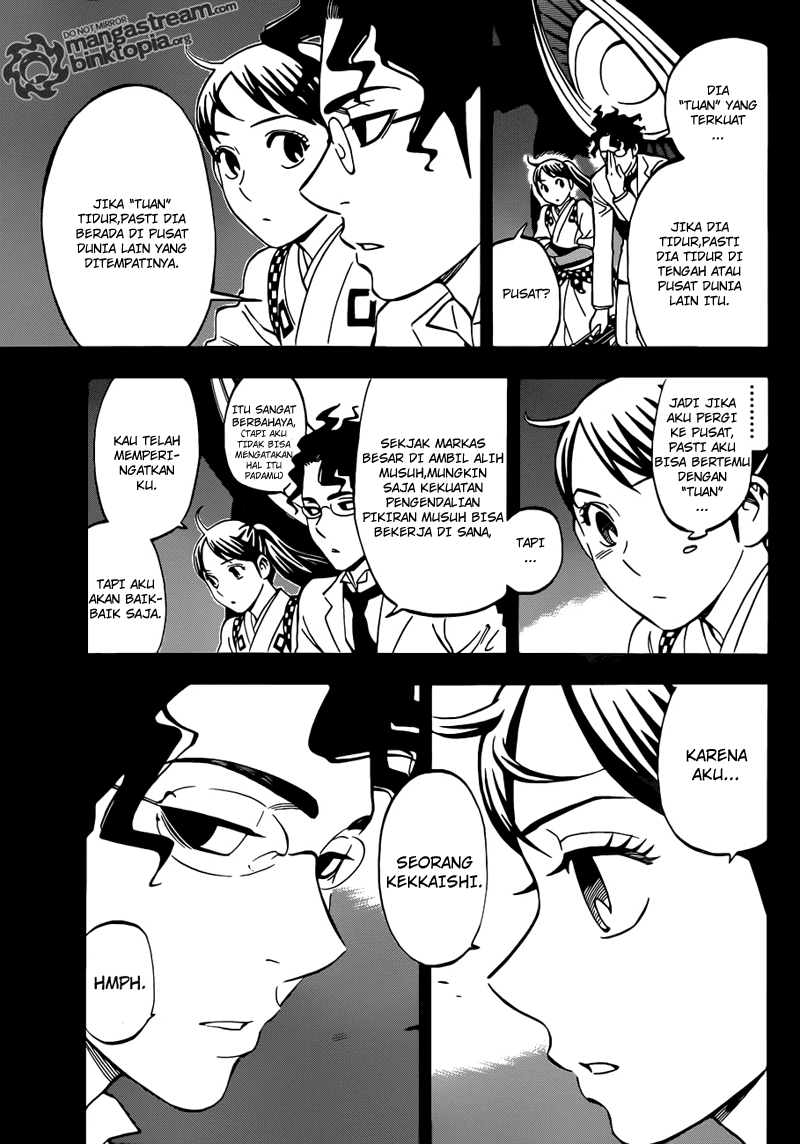 DO NOT MIRROR
mangastream.com
binktopia.org
DIA
"TUAN" YANG
TERKUAT
...
JIKA DIA
TIDUR,PASTI
DIA TIDUR DI
TENGAH ATAU
PUSAT DUNIA
LAIN ITU.
PUSAT?
JIKA "TUAN"
TIDUR,PASTI DIA
BERADA DI PUSAT
DUNIA LAIN YANG
DITEMPATINYA.
.........
JADI JIKA
AKU PERGI
KE PUSAT,
PASTI AKU
BISA BERTEMU
DENGAN
"TUAN"
...
TAPI
...
SEKJAK MARKAS
BESAR DI AMBIL ALIH
MUSUH,MUNGKIN
SAJA KEKUATAN
PENGENDALIAN
PIKIRAN MUSUH BISA
BEKERJA DI SANA,
ITU SANGAT
BERBAHAYA,
(TAPI AKU
TIDAK BISA
MENGATAKAN
HAL ITU
PADAMU)
KAU TELAH
MEMPERI-
NGATKAN
KU.
TAPI AKU
AKAN BAIK-
BAIK SAJA.
KARENA
AKU...
SEORANG
KEKKAISHI.
HMPH.